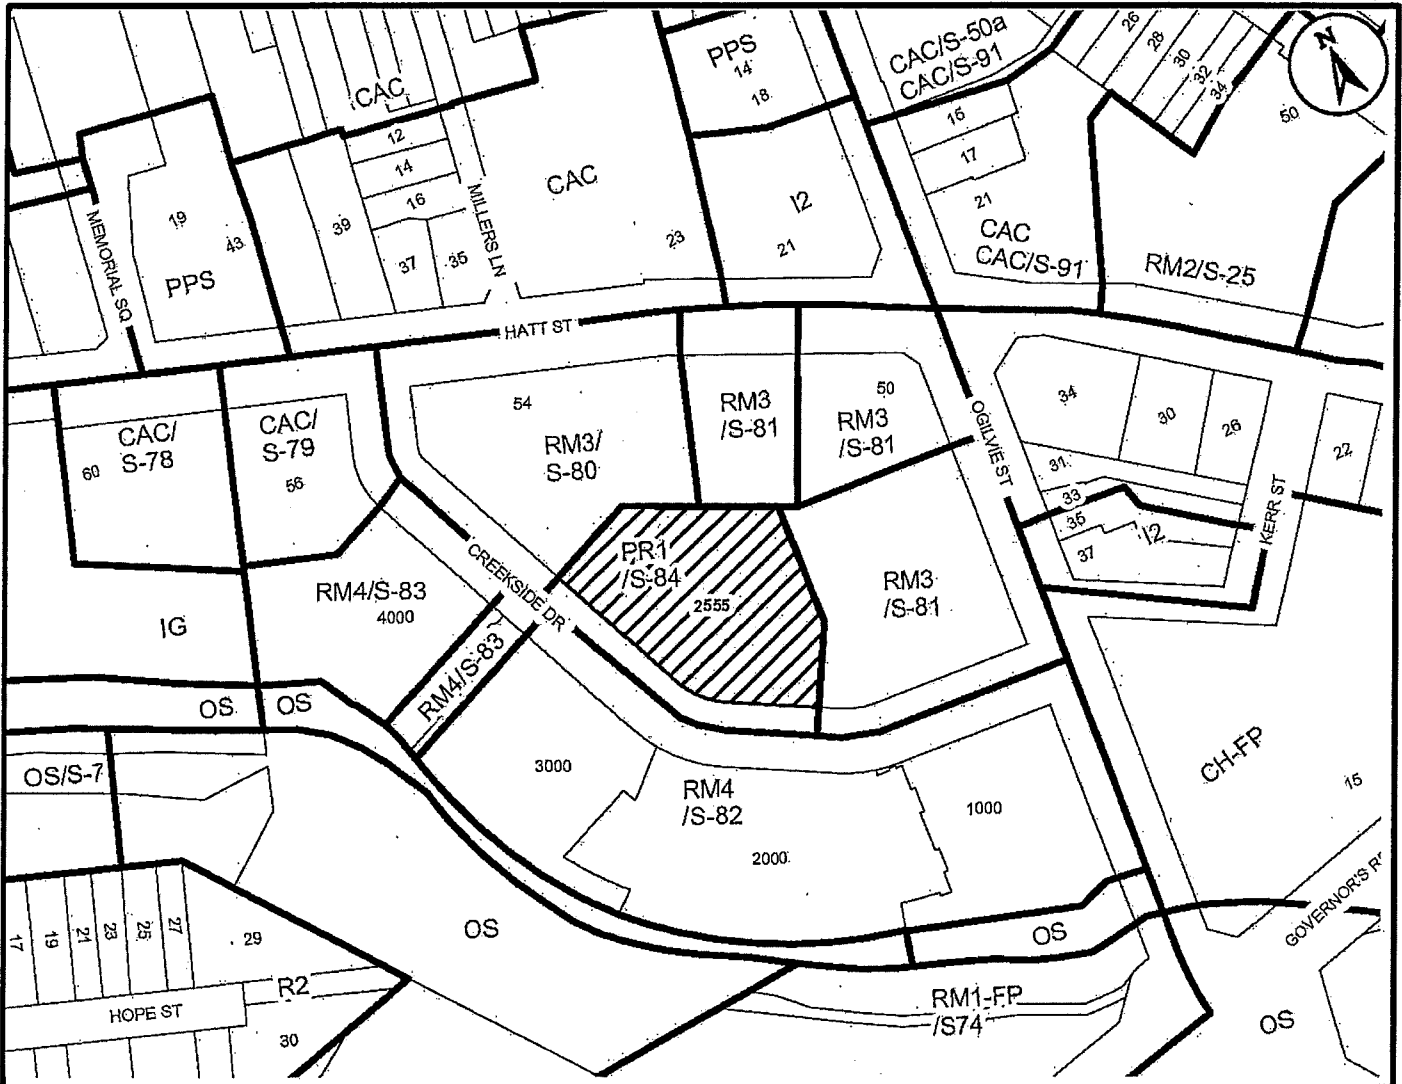 CAC
12
14
16
37
35
39
MILLERS LN
CAC
23
PPS
14
18
I2
21
CAC/S-50a
CAC/S-91
16
17
21
CAC
CAC/S-91
26
28
30
32
34
50
N
RM2/S-25
MEMORIAL SQ
19
43
PPS
HATT ST
CAC/
S-78
60
CAC/
S-79
56
54
RM3/
S-80
RM3
/S-81
50
RM3
/S-81
OGILVIE ST
34
30
26
22
31
33
35
37
I2
KERR ST
CREEKSIDE DR
PR1
/S-84
2555
RM3
/S-81
RM4/S-83
4000
RM4/S-83
IG
OS
OS
OS/S-7
3000
RM4
/S-82
2000
1000
CH-FP
15
GOVERNOR'S R
17
19
21
23
25
27
29
R2
HOPE ST
30
OS
OS
RM1-FP
/S74
OS